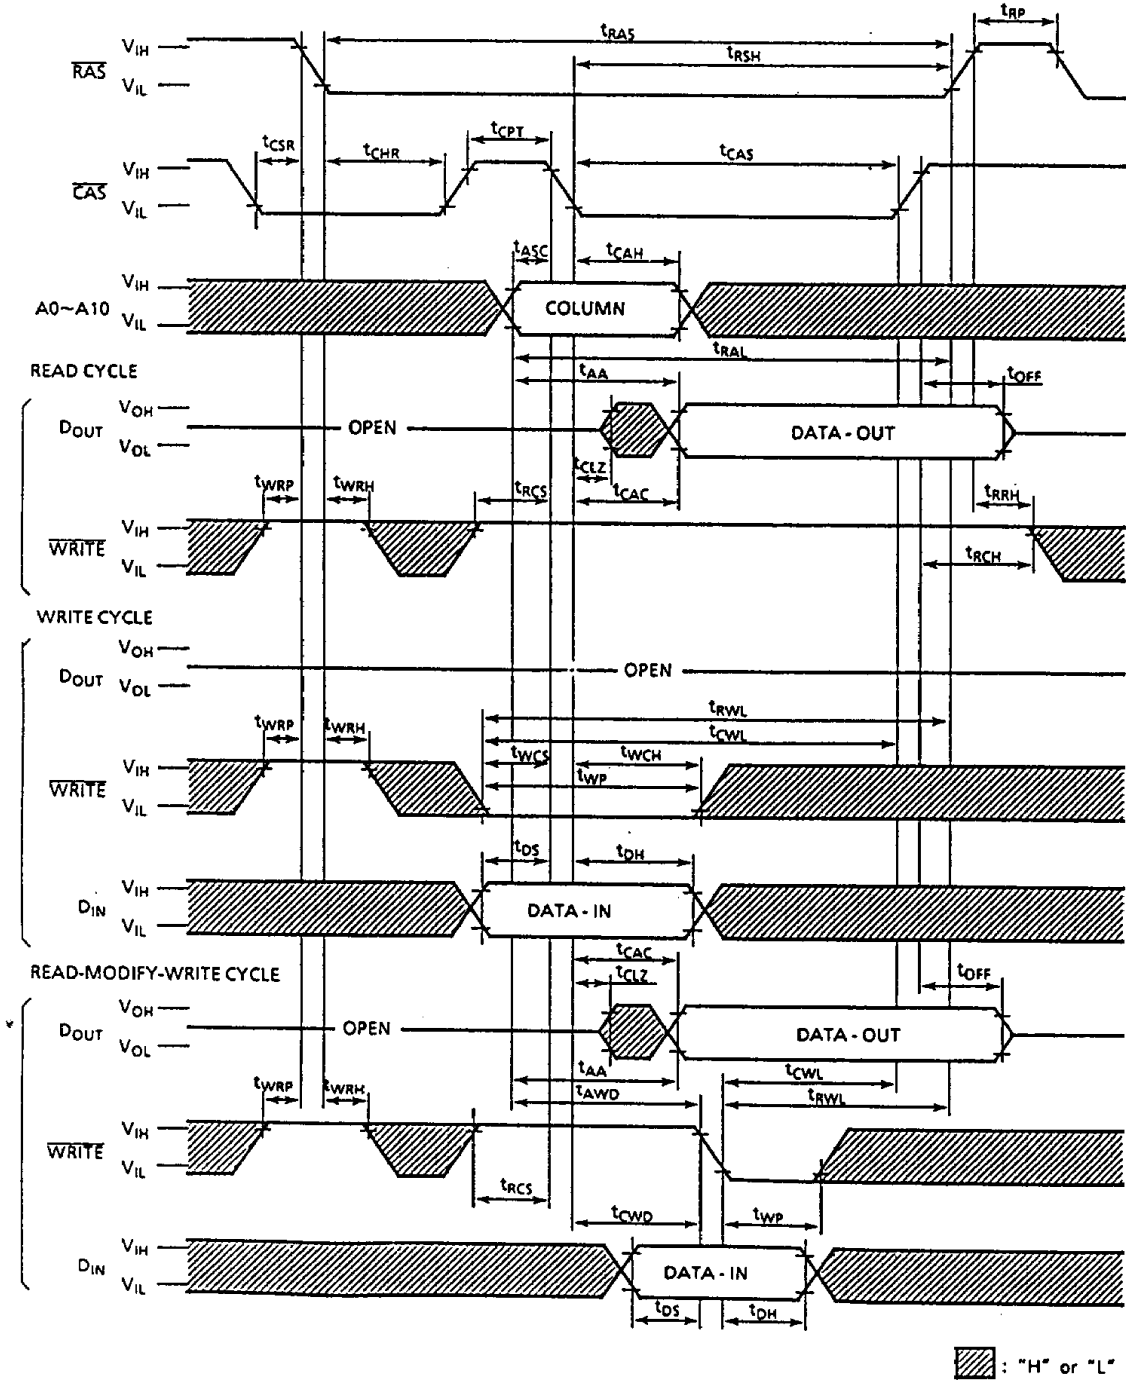 tRP
tRAS
VIH
tRSH
RAS
VIL
tCPT
tCSR
tCHR
tCAS
VIH
CAS
VIL
tASC
tCAH
VIH
A0~A10
COLUMN
VIL
tRAL
READ CYCLE
tAA
tOFF
VOH
DOUT
OPEN
DATA-OUT
VOL
tCLZ
tWRP
tWRH
tRCS
tCAC
tRRH
VIH
WRITE
tRCH
VIL
WRITE CYCLE
VOH
DOUT
OPEN
VOL
tRWL
tWRP
tWRH
tCWL
tWCS
tWCH
VIH
tWP
WRITE
VIL
tDS
tDH
VIH
DIN
DATA-IN
VIL
tCAC
READ-MODIFY-WRITE CYCLE
tCLZ
tOFF
VOH
DOUT
OPEN
DATA-OUT
VOL
tAA
tCWL
tWRP
tWRH
tAWD
tRWL
VIH
WRITE
VIL
tRCS
tCWD
tWP
VIH
DIN
DATA-IN
VIL
tDS
tDH
: "H" or "L"